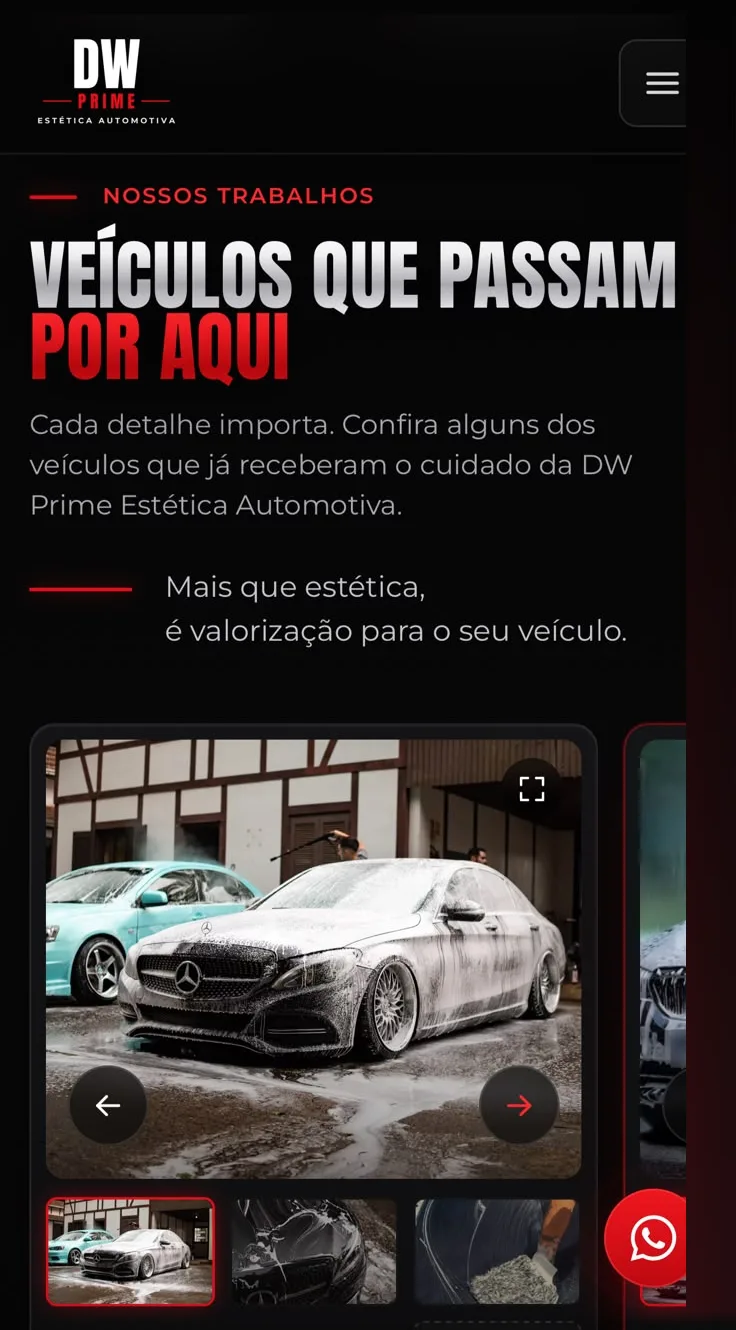 DW
PRIME
ESTÉTICA AUTOMOTIVA
NOSSOS TRABALHOS
VEÍCULOS QUE PASSAM
POR AQUI
Cada detalhe importa. Confira alguns dos
veículos que já receberam o cuidado da DW
Prime Estética Automotiva.
Mais que estética,
é valorização para o seu veículo.